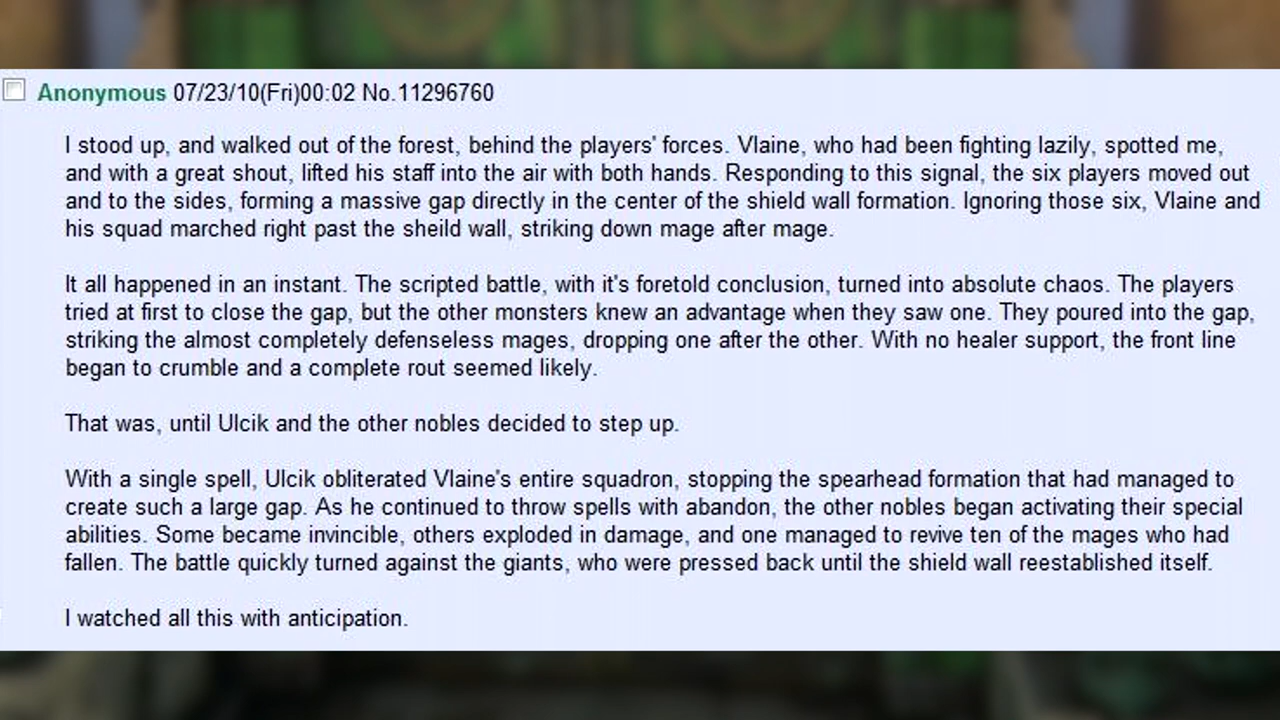 Anonymous 07/23/10(Fri)00:02 No.11296760
I stood up, and walked out of the forest, behind the players' forces. Vlaine, who had been fighting lazily, spotted me,
and with a great shout, lifted his staff into the air with both hands. Responding to this signal, the six players moved out
and to the sides, forming a massive gap directly in the center of the shield wall formation. Ignoring those six, Vlaine and
his squad marched right past the sheild wall, striking down mage after mage.
It all happened in an instant. The scripted battle, with it's foretold conclusion, turned into absolute chaos. The players
tried at first to close the gap, but the other monsters knew an advantage when they saw one. They poured into the gap,
striking the almost completely defenseless mages, dropping one after the other. With no healer support, the front line
began to crumble and a complete rout seemed likely.
That was, until Ulcik and the other nobles decided to step up.
With a single spell, Ulcik obliterated Vlaine's entire squadron, stopping the spearhead formation that had managed to
create such a large gap. As he continued to throw spells with abandon, the other nobles began activating their special
abilities. Some became invincible, others exploded in damage, and one managed to revive ten of the mages who had
fallen. The battle quickly turned against the giants, who were pressed back until the shield wall reestablished itself.
I watched all this with anticipation.